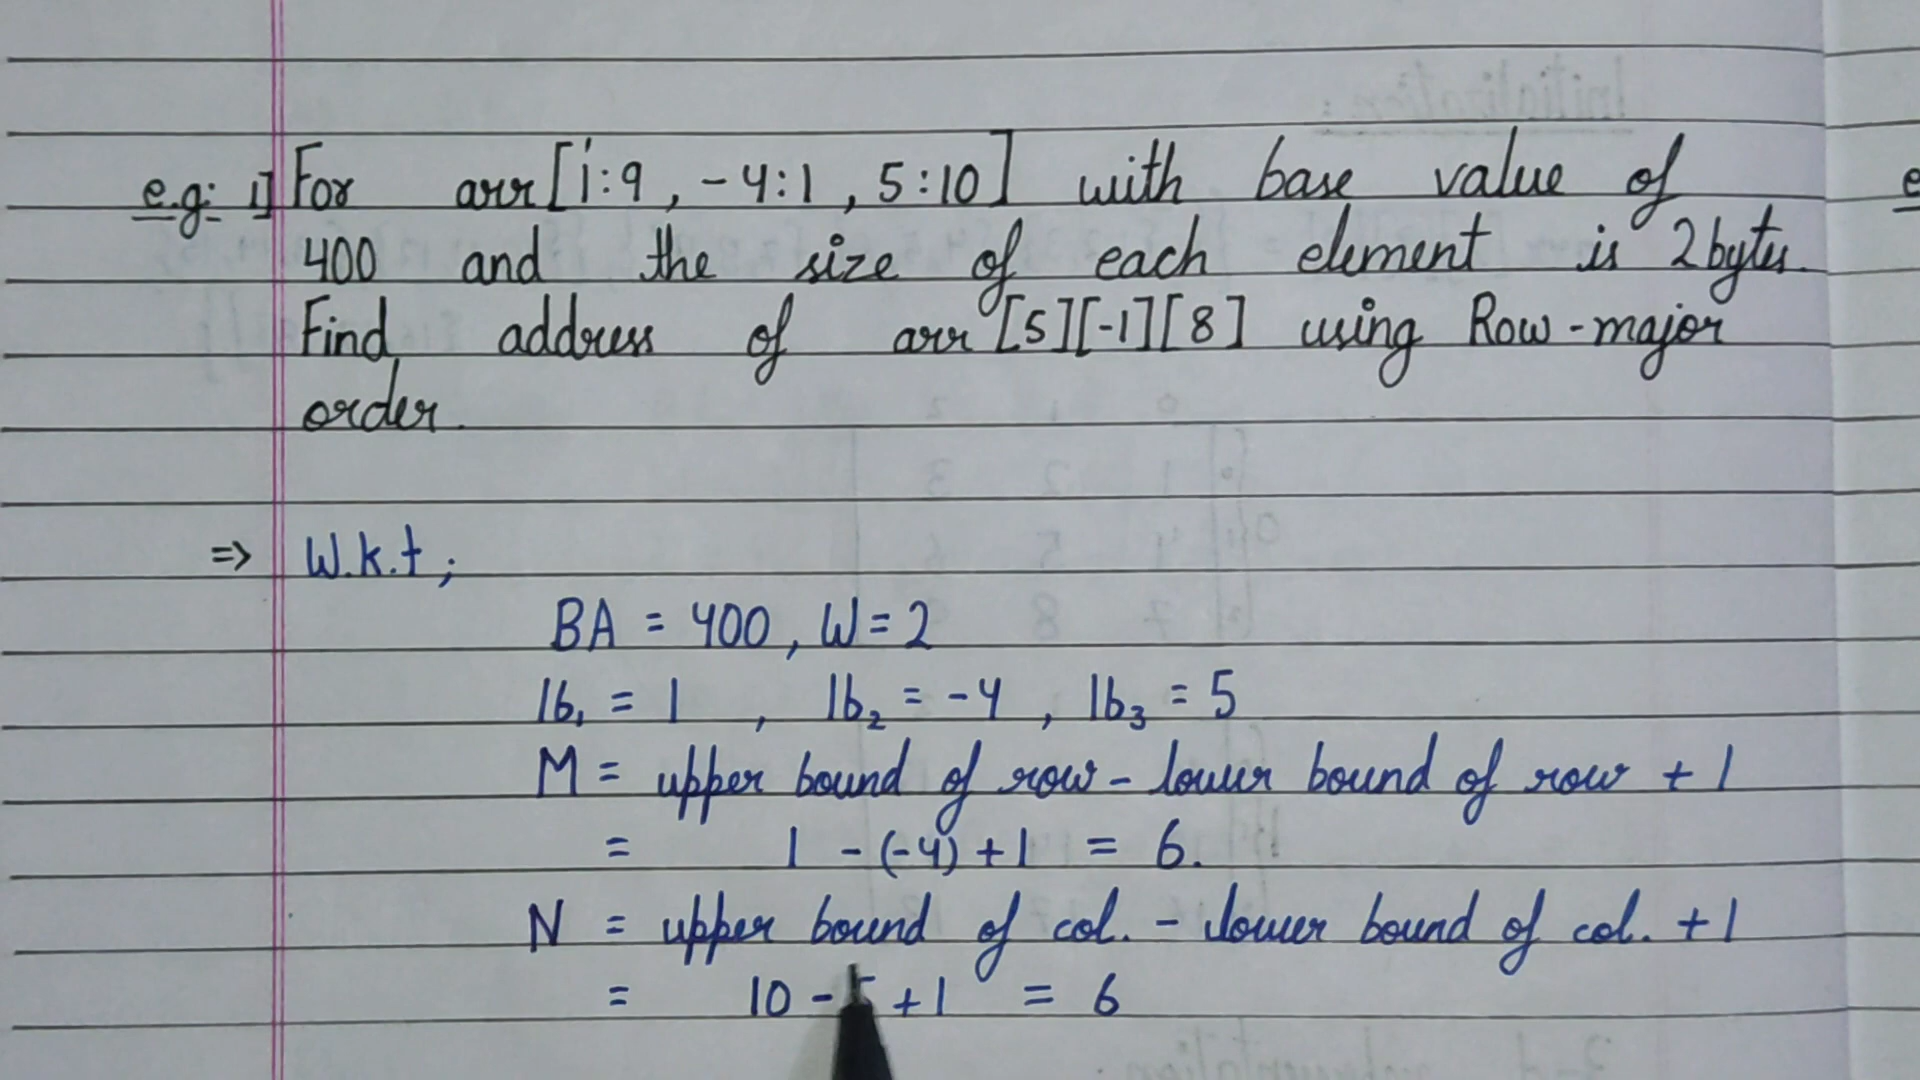 e.g: 1] For arr[1:9, -4:1, 5:10] with base value of
400 and the size of each element is 2bytes.
Find address of arr[5][-1][8] using Row-major
order.
=> W.k.t;
BA = 400, W = 2
lb₁ = 1, lb₂ = -4, lb₃ = 5
M = upper bound of row - lower bound of row + 1
= 1 - (-4) + 1 = 6.
N = upper bound of col. - lower bound of col. + 1
= 10 - + 1 = 6